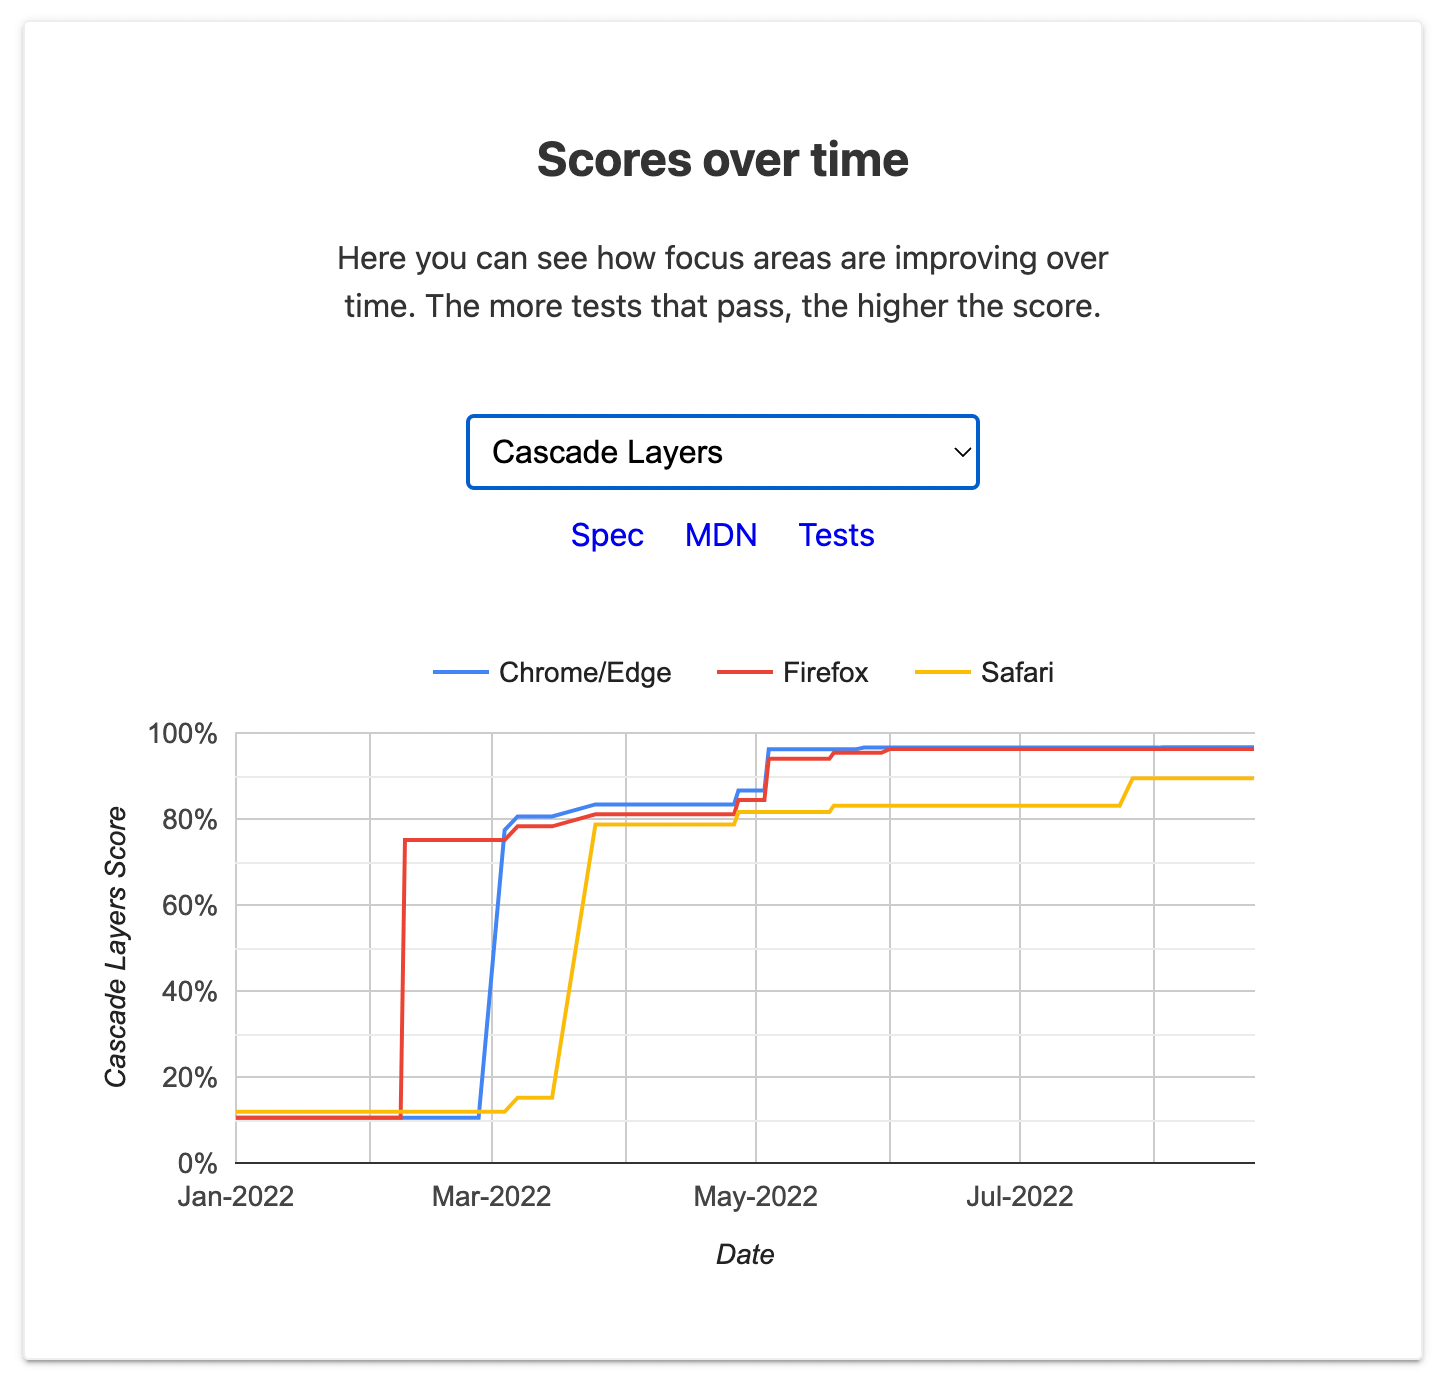 Scores over time
Here you can see how focus areas are improving over
time. The more tests that pass, the higher the score.
Cascade Layers
Spec MDN Tests
Chrome/Edge Firefox Safari
100%
80%
60%
40%
20%
0%
Cascade Layers Score
Jan-2022 Mar-2022 May-2022 Jul-2022
Date